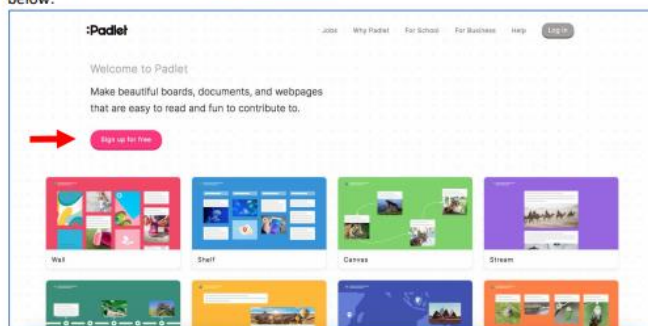 below:
:Padlet
Jobs Why Padlet For School For Business Help Log in
Welcome to Padlet
Make beautiful boards, documents, and webpages
that are easy to read and fun to contribute to.
Sign up for free
Wall Shelf Canvas Stream